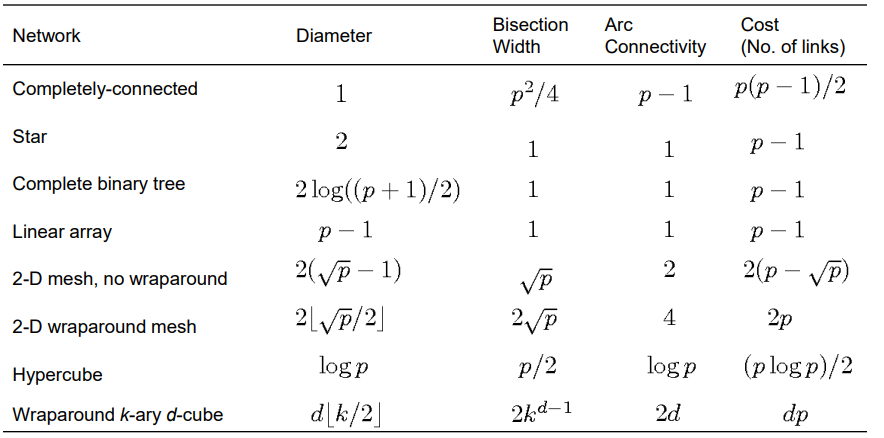 Network Diameter Bisection Width Arc Connectivity Cost (No. of links)
Completely-connected 1 p²/4 p − 1 p(p − 1)/2
Star 2 1 1 p − 1
Complete binary tree 2 log((p + 1)/2) 1 1 p − 1
Linear array p − 1 1 1 p − 1
2-D mesh, no wraparound 2(√p − 1) √p 2 2(p − √p)
2-D wraparound mesh 2⌊√p/2⌋ 2√p 4 2p
Hypercube log p p/2 log p (p log p)/2
Wraparound k-ary d-cube d⌊k/2⌋ 2kᵈ⁻¹ 2d dp